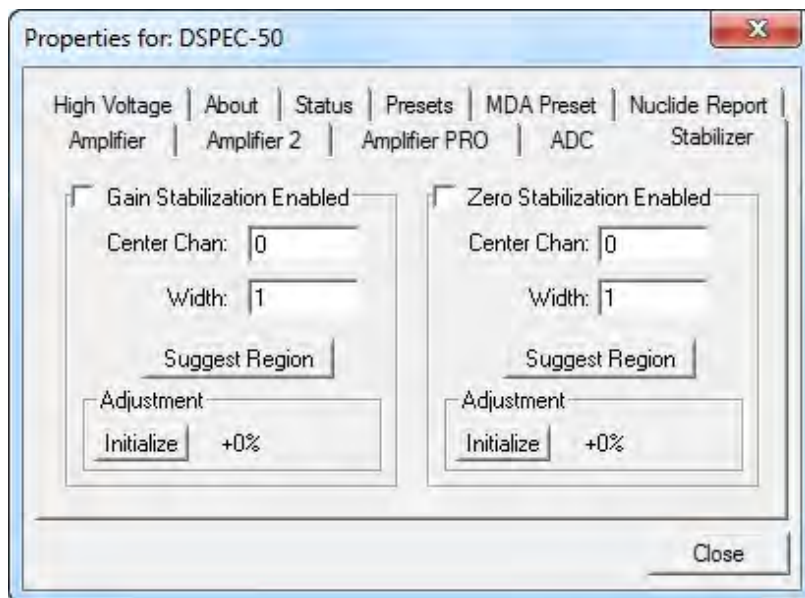 Properties for: DSPEC-50
High Voltage About Status Presets MDA Preset Nuclide Report
Amplifier Amplifier 2 Amplifier PRO ADC Stabilizer
Gain Stabilization Enabled Zero Stabilization Enabled
Center Chan: 0 Center Chan: 0
Width: 1 Width: 1
Suggest Region Suggest Region
Adjustment Adjustment
Initialize +0% Initialize +0%
Close